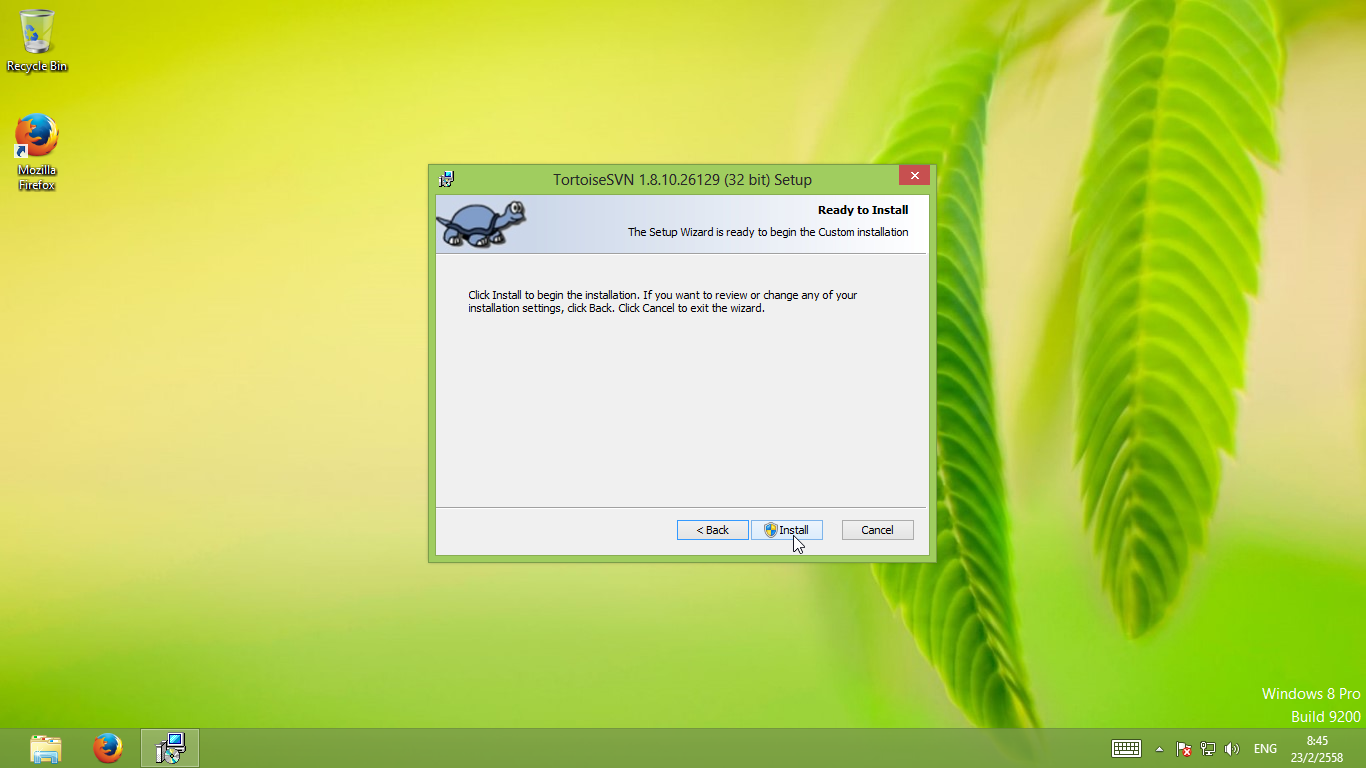 Recycle Bin
Mozilla
Firefox
TortoiseSVN 1.8.10.26129 (32 bit) Setup
Ready to Install
The Setup Wizard is ready to begin the Custom installation
Click Install to begin the installation. If you want to review or change any of your
installation settings, click Back. Click Cancel to exit the wizard.
< Back
Install
Cancel
Windows 8 Pro
Build 9200
ENG
8:45
23/2/2558